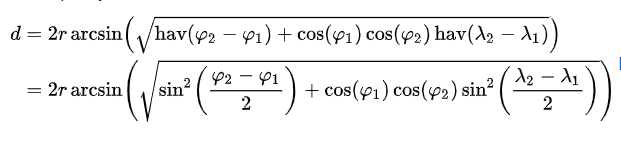 d = 2r arcsin(√(hav(φ₂ − φ₁) + cos(φ₁) cos(φ₂) hav(λ₂ − λ₁)))
= 2r arcsin(√(sin²((φ₂ − φ₁)/2) + cos(φ₁) cos(φ₂) sin²((λ₂ − λ₁)/2)))